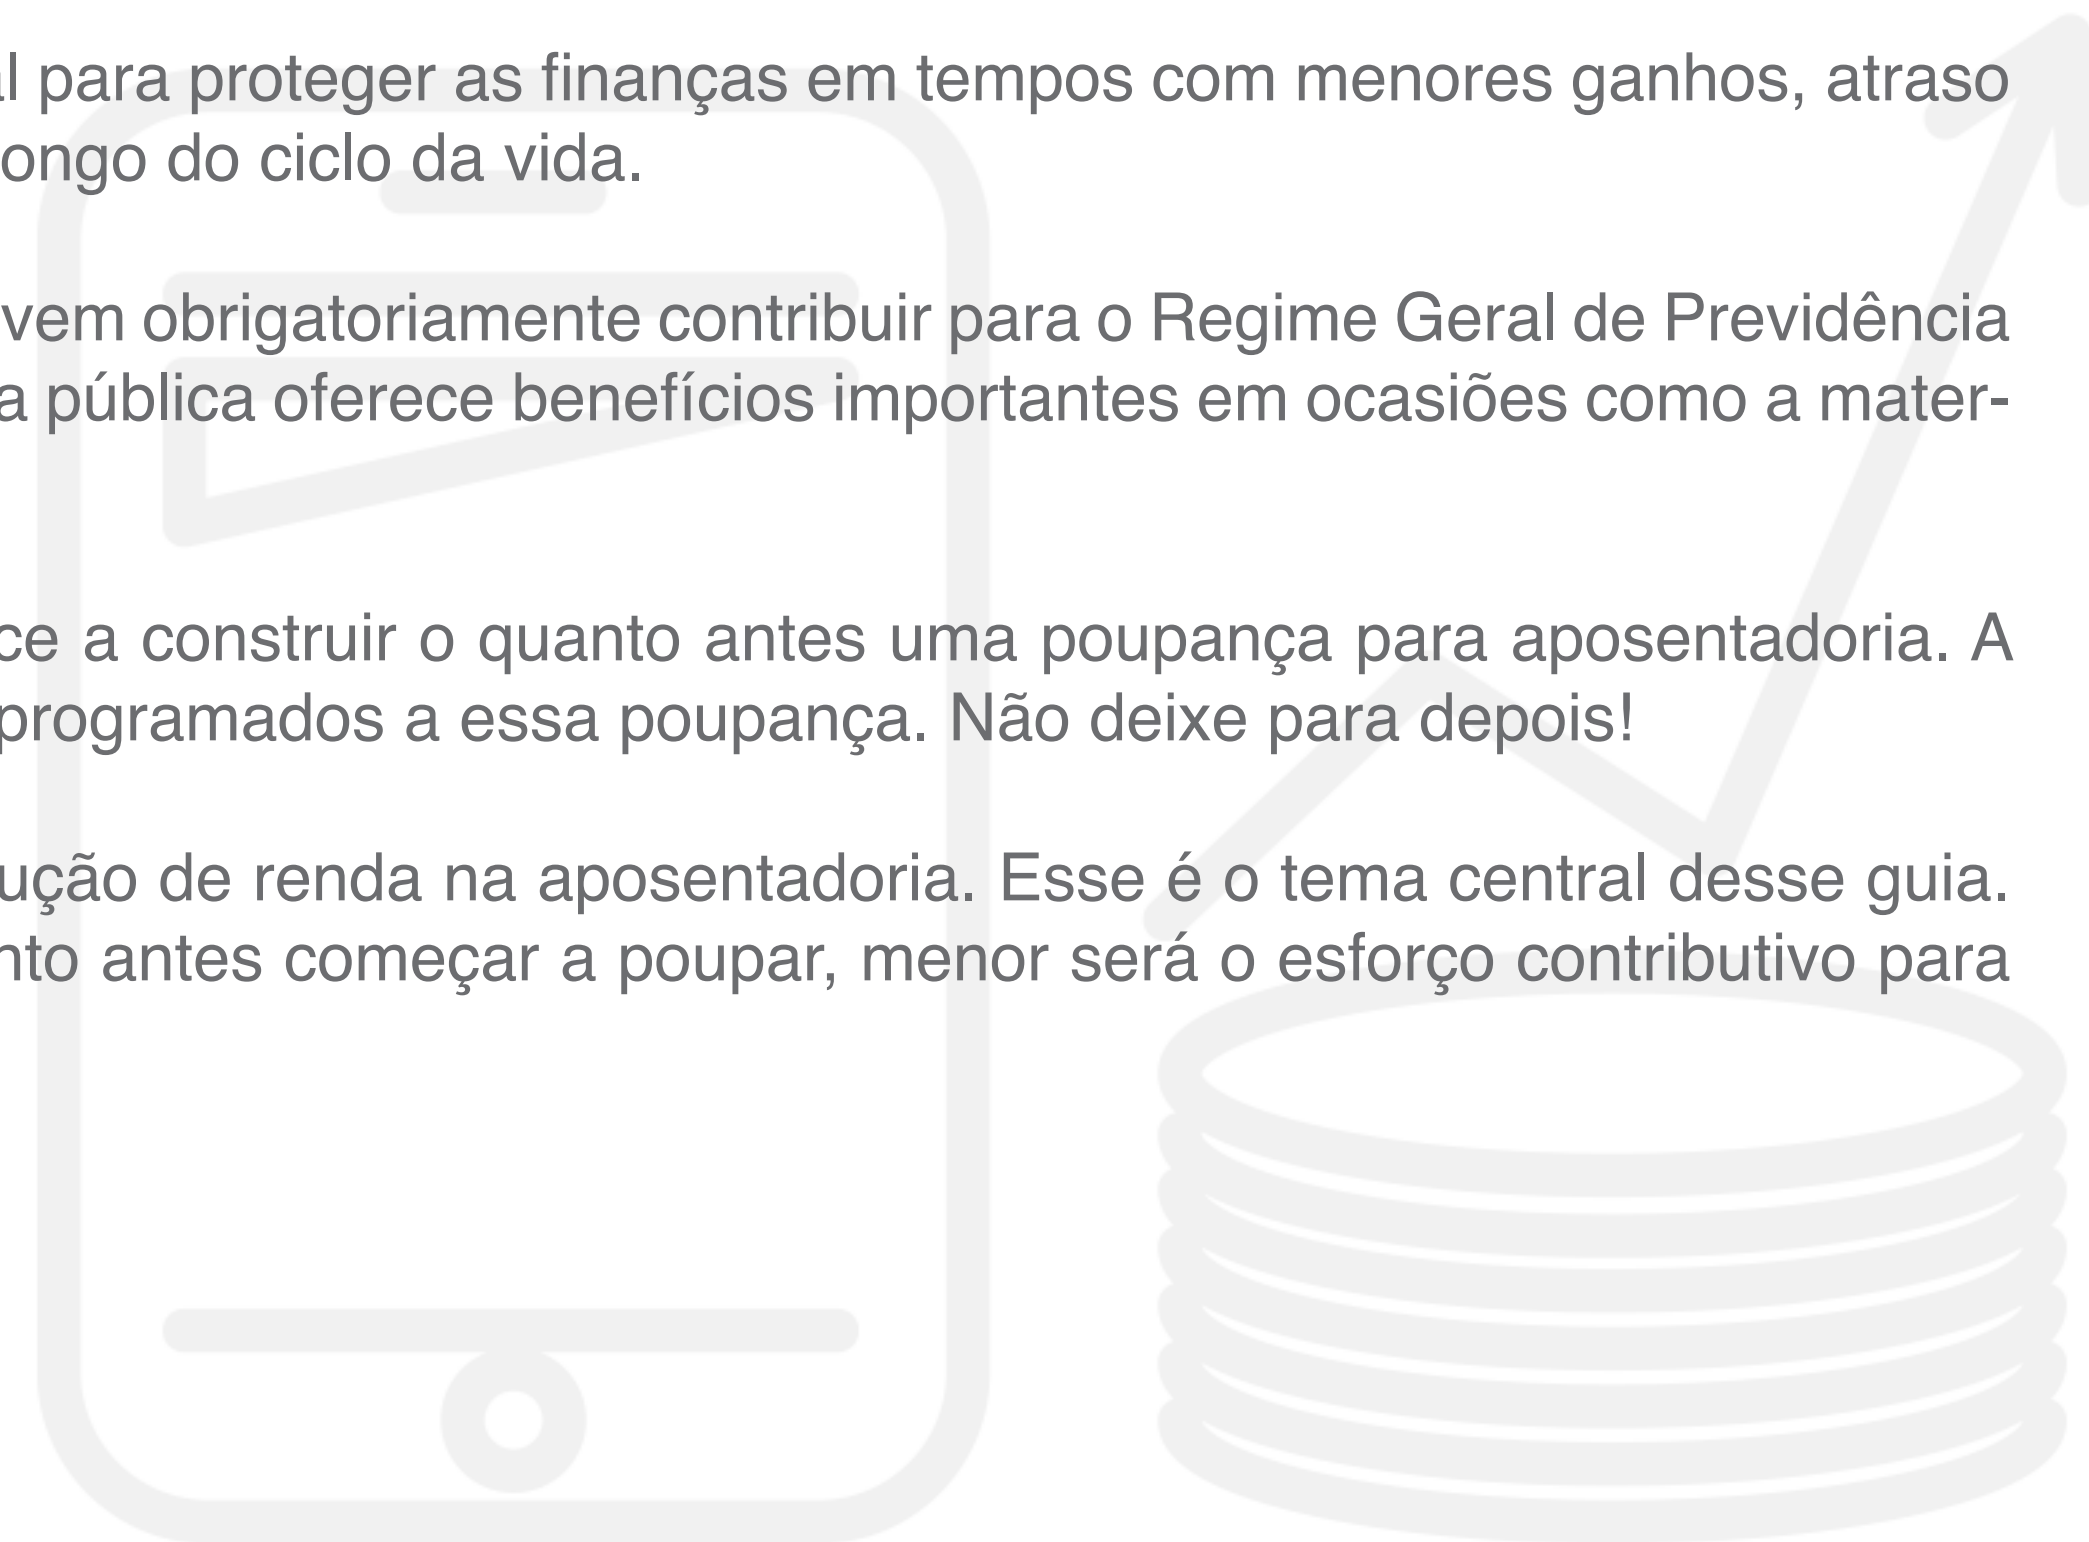 l para proteger as finanças em tempos com menores ganhos, atraso
ongo do ciclo da vida.
vem obrigatoriamente contribuir para o Regime Geral de Previdência
a pública oferece benefícios importantes em ocasiões como a mater-
ce a construir o quanto antes uma poupança para aposentadoria. A
programados a essa poupança. Não deixe para depois!
ução de renda na aposentadoria. Esse é o tema central desse guia.
nto antes começar a poupar, menor será o esforço contributivo para